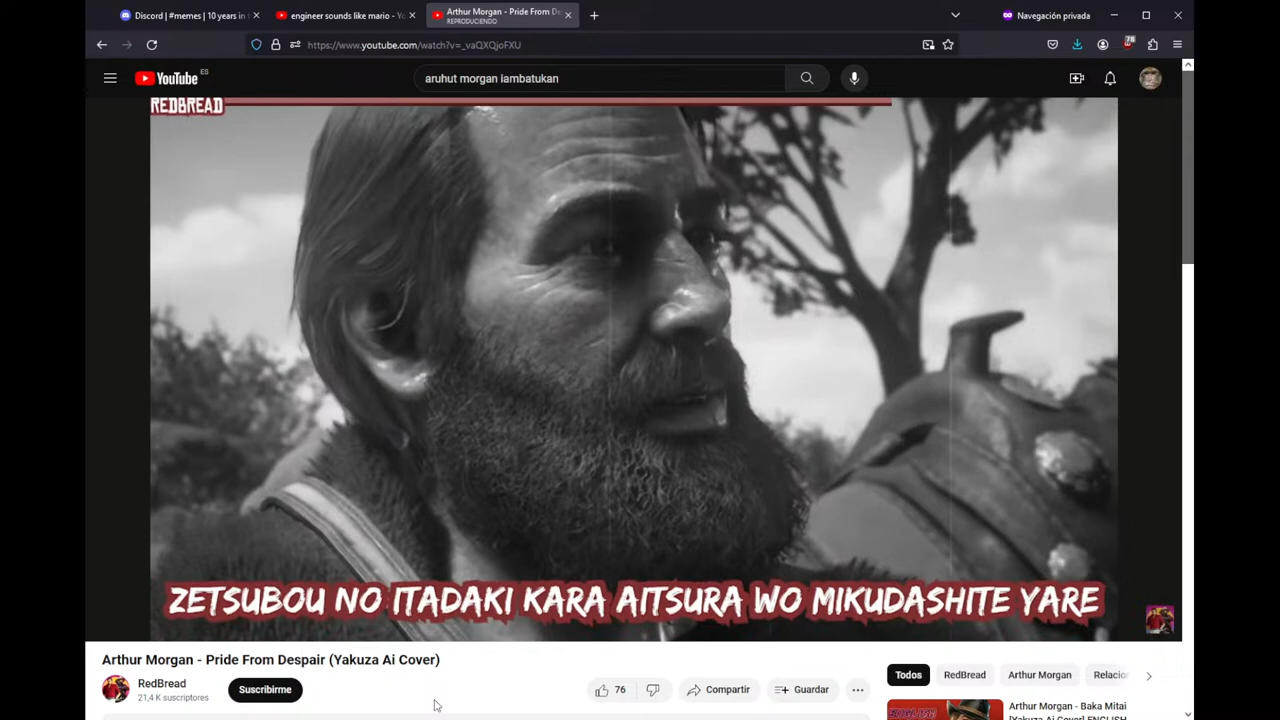 Discord | #memes | 10 years in t
engineer sounds like mario - Yo
Arthur Morgan - Pride From De
REPRODUCIENDO
Navegación privada
https://www.youtube.com/watch?v=_vaQXQjoFXU
78
YouTube ES
aruhut morgan iambatukan
REDBREAD
ZETSUBOU NO ITADAKI KARA AITSURA WO MIKUDASHITE YARE
Arthur Morgan - Pride From Despair (Yakuza Ai Cover)
RedBread
21,4 K suscriptores
Suscribirme
76
Compartir
Guardar
Todos
RedBread
Arthur Morgan
Relacio
ENGLISH
Arthur Morgan - Baka Mitai
[Yakuza Ai Cover] ENGLISH